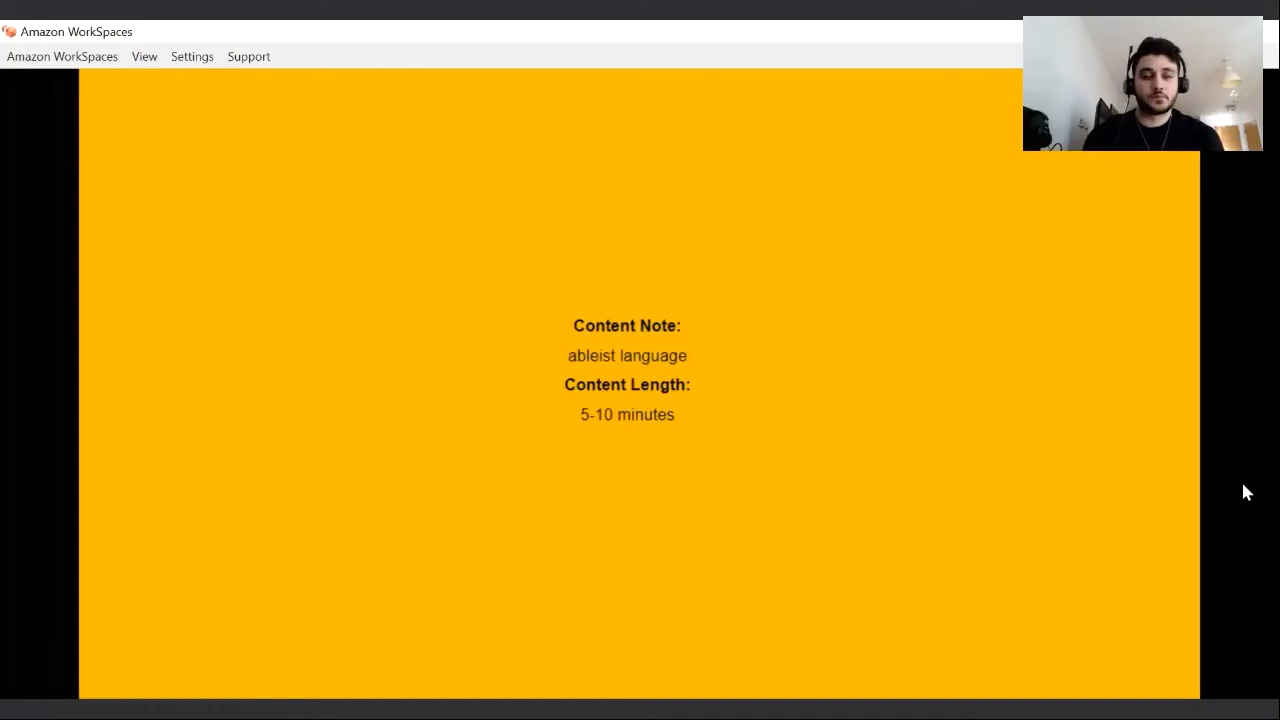 Amazon WorkSpaces
Amazon WorkSpaces View Settings Support
Content Note:
ableist language
Content Length:
5-10 minutes